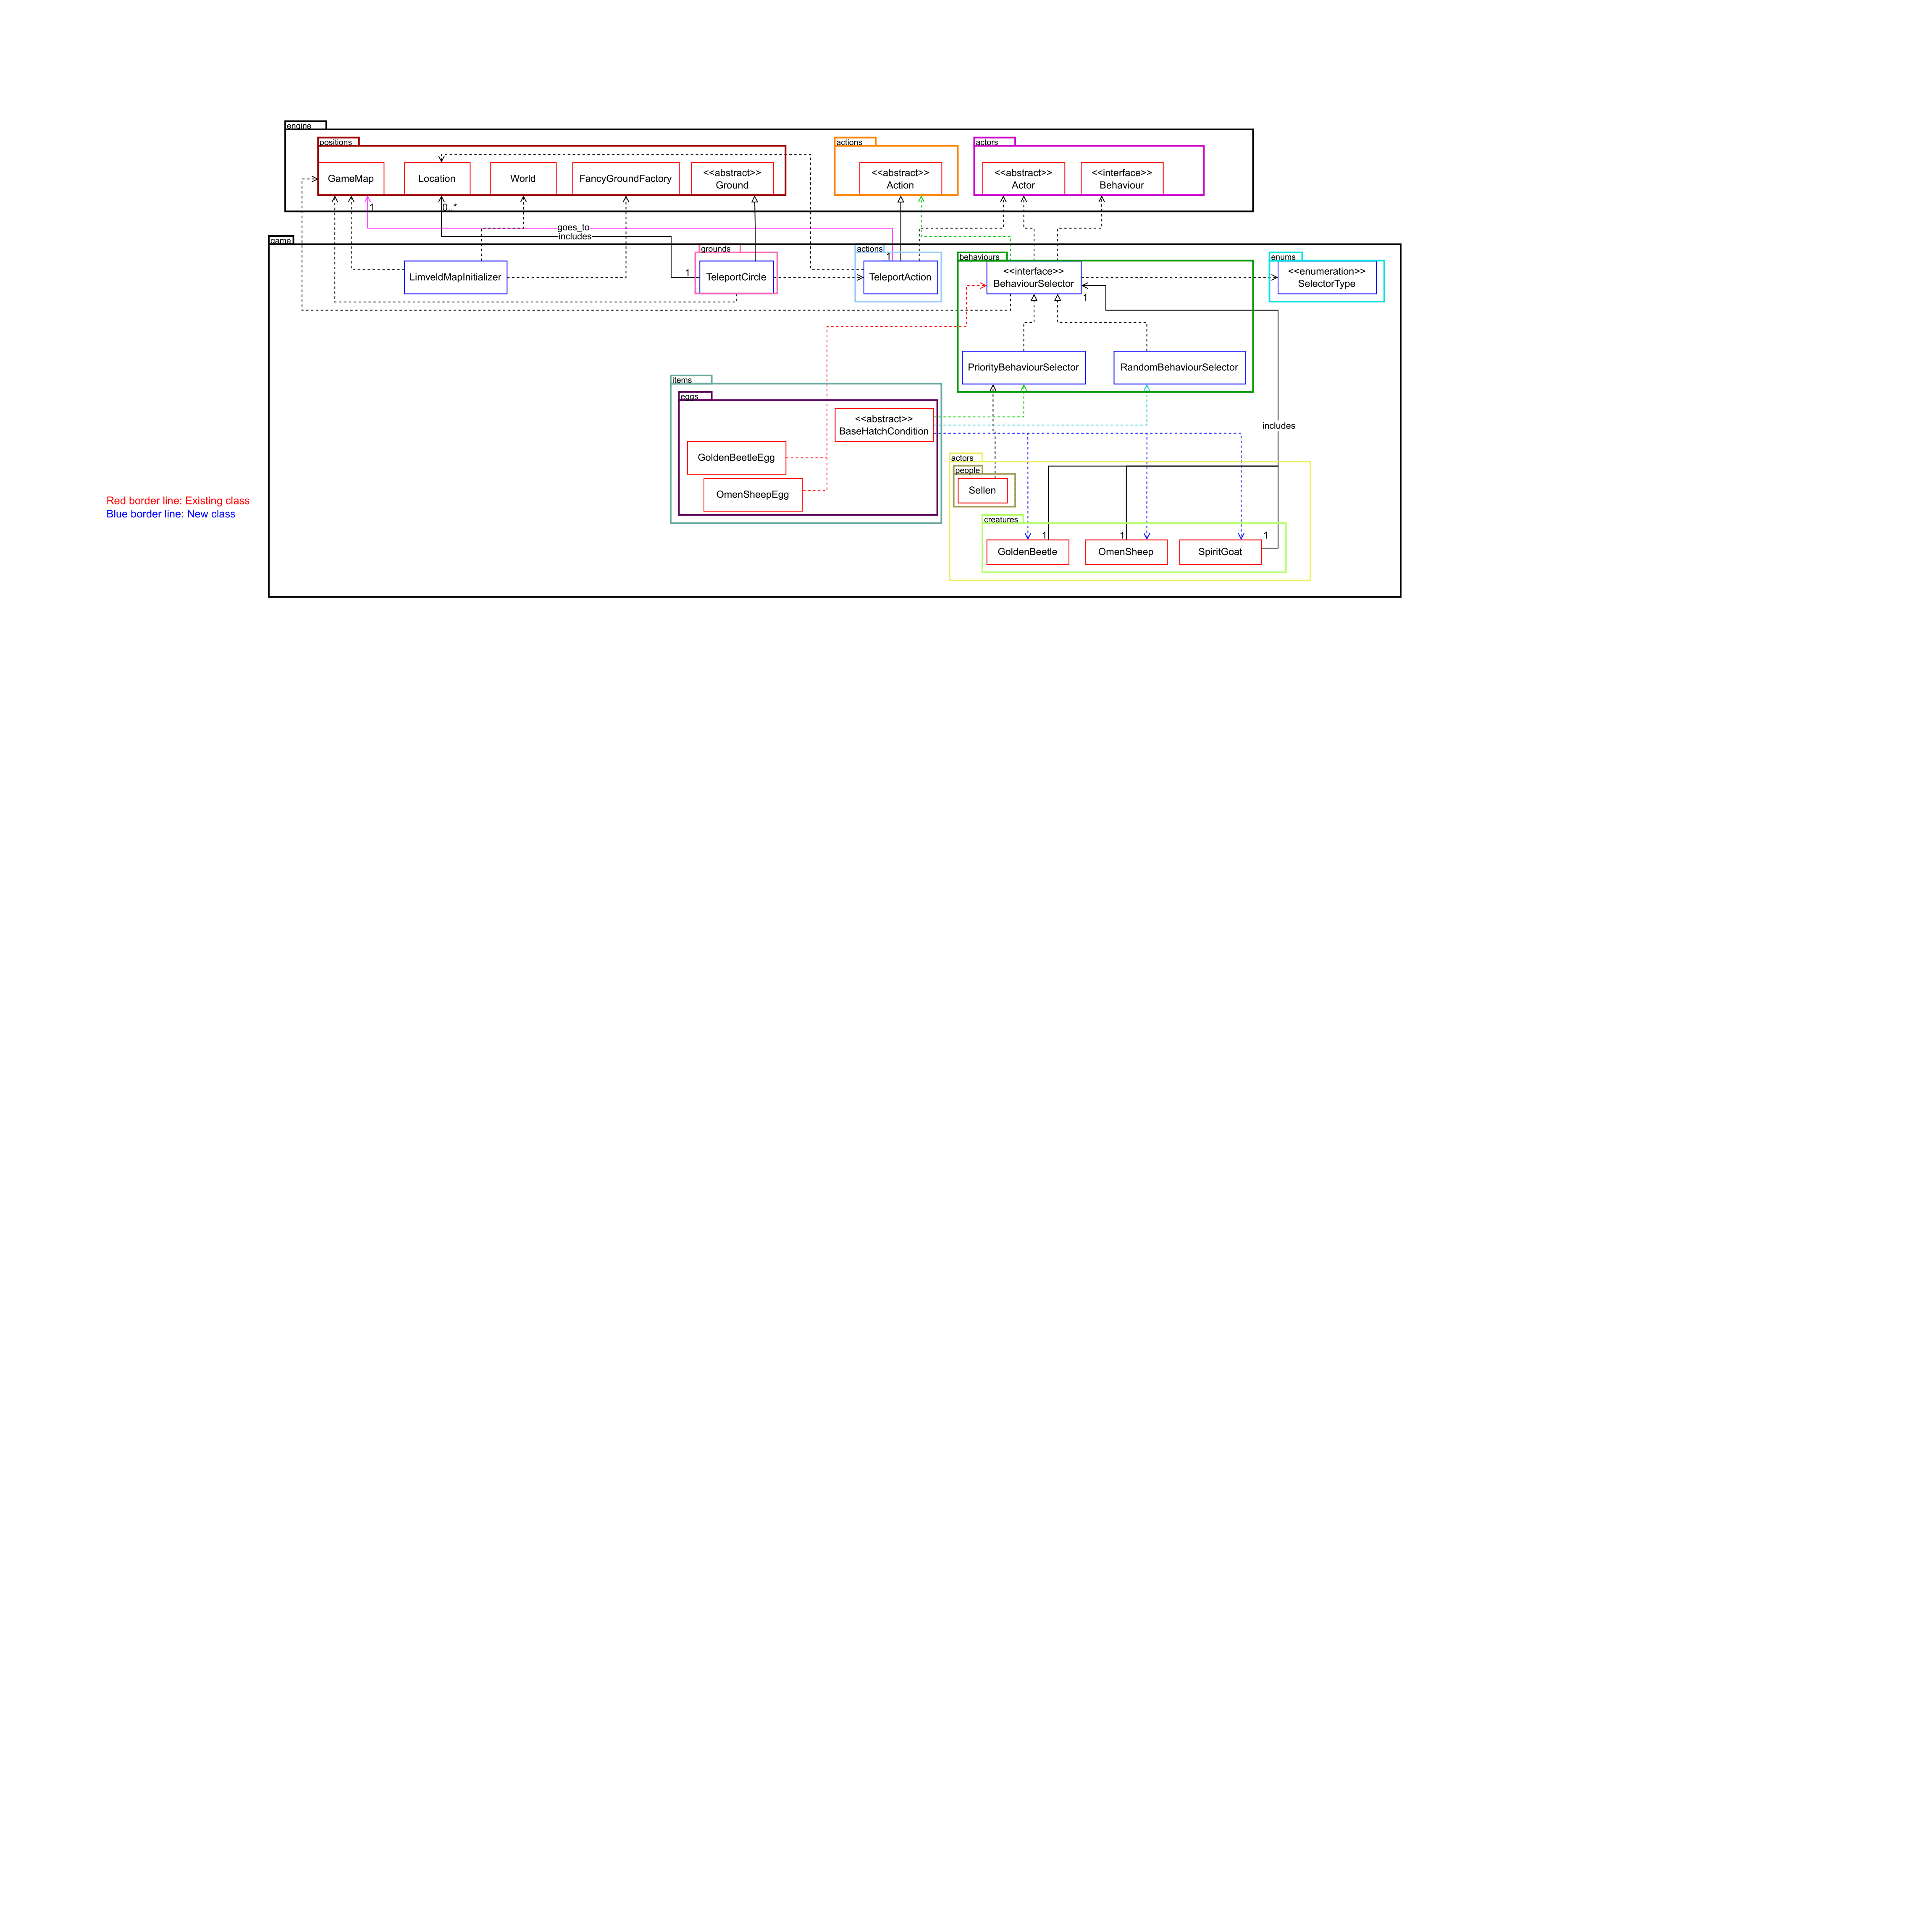 engine
positions
actions
actors
GameMap
Location
World
FancyGroundFactory
<<abstract>>
Ground
<<abstract>>
Action
<<abstract>>
Actor
<<interface>>
Behaviour
1
0..*
goes_to
includes
game
grounds
actions
1
behaviours
enums
LimveldMapInitializer
1
TeleportCircle
TeleportAction
<<interface>>
BehaviourSelector
<<enumeration>>
SelectorType
1
PriorityBehaviourSelector
RandomBehaviourSelector
items
eggs
<<abstract>>
BaseHatchCondition
includes
GoldenBeetleEgg
OmenSheepEgg
actors
people
Sellen
Red border line: Existing class
Blue border line: New class
creatures
1
1
1
GoldenBeetle
OmenSheep
SpiritGoat